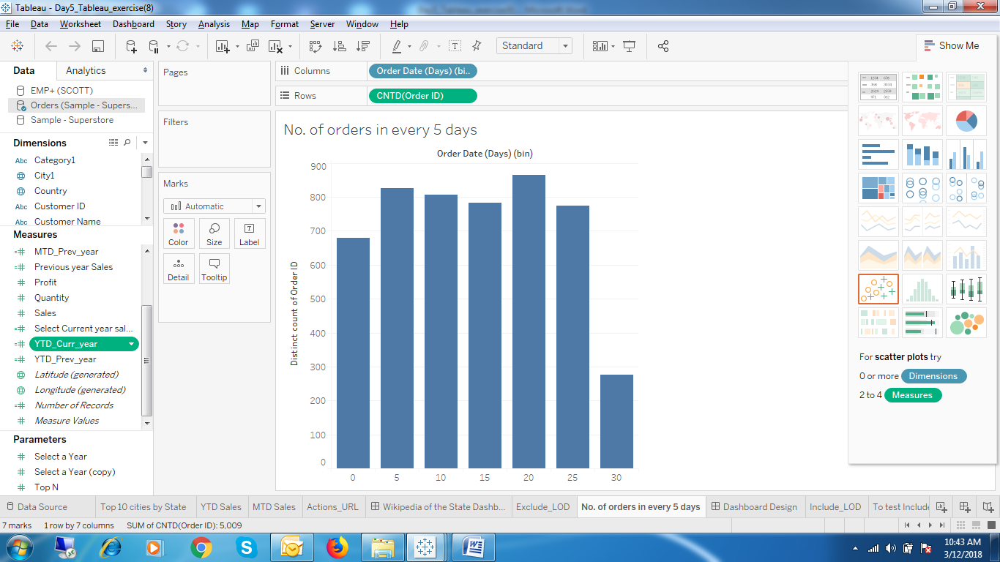 Tableau - Day5_Tableau_exercise(8)
File Data Worksheet Dashboard Story Analysis Map Format Server Window Help
Standard
Show Me
Data Analytics
EMP+ (SCOTT)
Orders (Sample - Supers...
Sample - Superstore
Dimensions
Abc Category1
City1
Country
Abc Customer ID
Abc Customer Name
Measures
MTD_Prev_year
Previous year Sales
Profit
Quantity
Sales
Select Current year sal...
YTD_Curr_year
YTD_Prev_year
Latitude (generated)
Longitude (generated)
Number of Records
Measure Values
Parameters
Select a Year
Select a Year (copy)
Top N
Pages
Filters
Marks
Automatic
Color Size Label
Detail Tooltip
Columns Order Date (Days) (bi..
Rows CNTD(Order ID)
No. of orders in every 5 days
Order Date (Days) (bin)
Distinct count of Order ID
900
800
700
600
500
400
300
200
100
0
0 5 10 15 20 25 30
For scatter plots try
0 or more Dimensions
2 to 4 Measures
Data Source Top 10 cities by State YTD Sales MTD Sales Actions_URL Wikipedia of the State Dashb... Exclude_LOD No. of orders in every 5 days Dashboard Design Include_LOD To test Include
7 marks 1 row by 7 columns SUM of CNTD(Order ID): 5,009
10:43 AM
3/12/2018